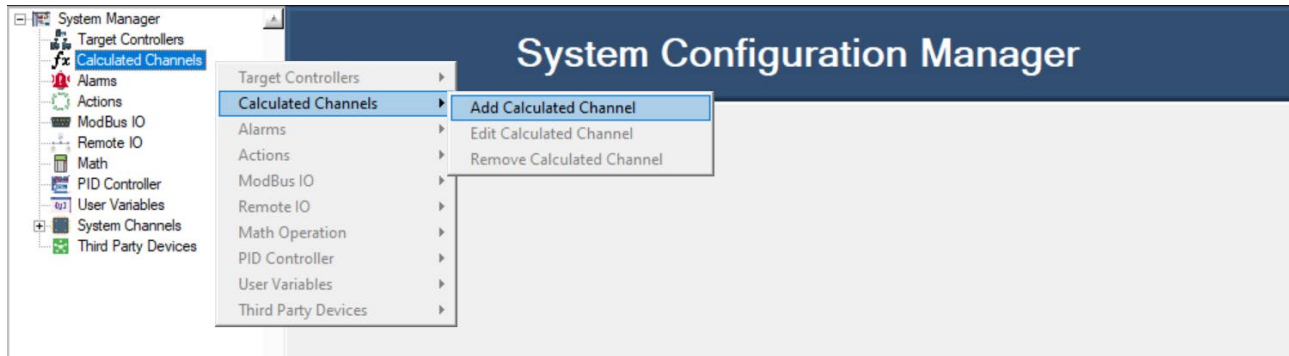 System Manager
Target Controllers
fx Calculated Channels
Alarms
Actions
ModBus IO
Remote IO
Math
PID Controller
User Variables
System Channels
Third Party Devices
Target Controllers
Calculated Channels
Alarms
Actions
ModBus IO
Remote IO
Math Operation
PID Controller
User Variables
Third Party Devices
Add Calculated Channel
Edit Calculated Channel
Remove Calculated Channel
System Configuration Manager